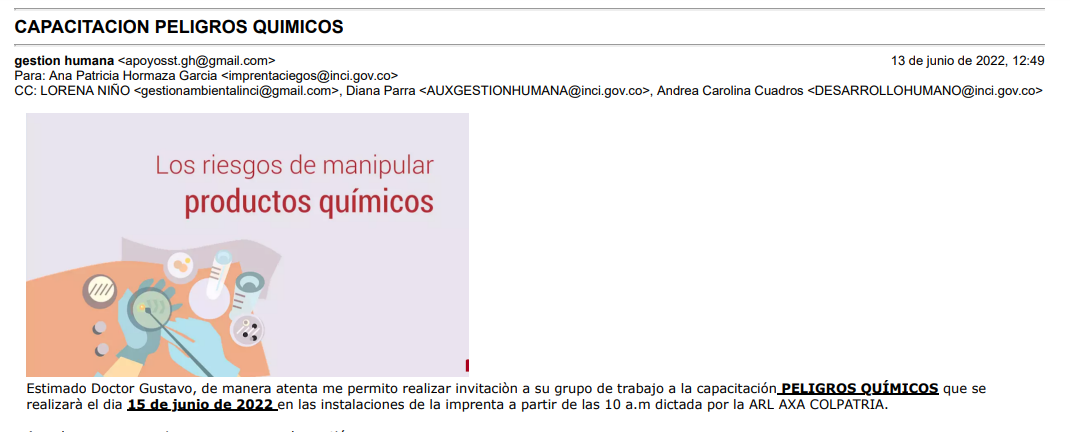 CAPACITACION PELIGROS QUIMICOS
gestion humana <apoyosst.gh@gmail.com>
13 de junio de 2022, 12:49
Para: Ana Patricia Hormaza Garcia <imprentaciegos@inci.gov.co>
CC: LORENA NIÑO <gestionambientalinci@gmail.com>, Diana Parra <AUXGESTIONHUMANA@inci.gov.co>, Andrea Carolina Cuadros <DESARROLLOHUMANO@inci.gov.co>
Los riesgos de manipular
productos químicos
Estimado Doctor Gustavo, de manera atenta me permito realizar invitaciòn a su grupo de trabajo a la capacitación PELIGROS QUÍMICOS que se
realizarà el dia 15 de junio de 2022 en las instalaciones de la imprenta a partir de las 10 a.m dictada por la ARL AXA COLPATRIA.